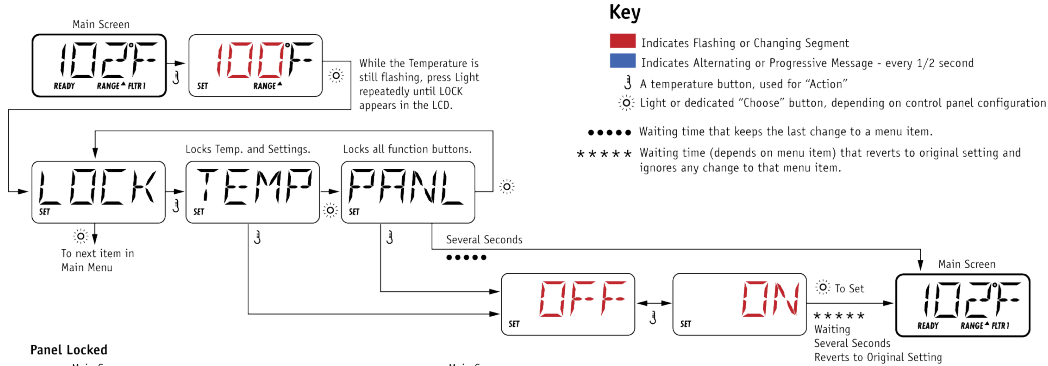 Main Screen
102°F
READY RANGE FLTR1
100°F
SET RANGE
While the Temperature is
still flashing, press Light
repeatedly until LOCK
appears in the LCD.
Key
Indicates Flashing or Changing Segment
Indicates Alternating or Progressive Message - every 1/2 second
A temperature button, used for "Action"
Light or dedicated "Choose" button, depending on control panel configuration
Waiting time that keeps the last change to a menu item.
***** Waiting time (depends on menu item) that reverts to original setting and
ignores any change to that menu item.
Locks Temp. and Settings.
Locks all function buttons.
LOCK
SET
TEMP
SET
PANL
SET
To next item in
Main Menu
Several Seconds
OFF
SET
ON
SET
To Set
*****
Waiting
Several Seconds
Reverts to Original Setting
Main Screen
102°F
READY RANGE FLTR1
Panel Locked